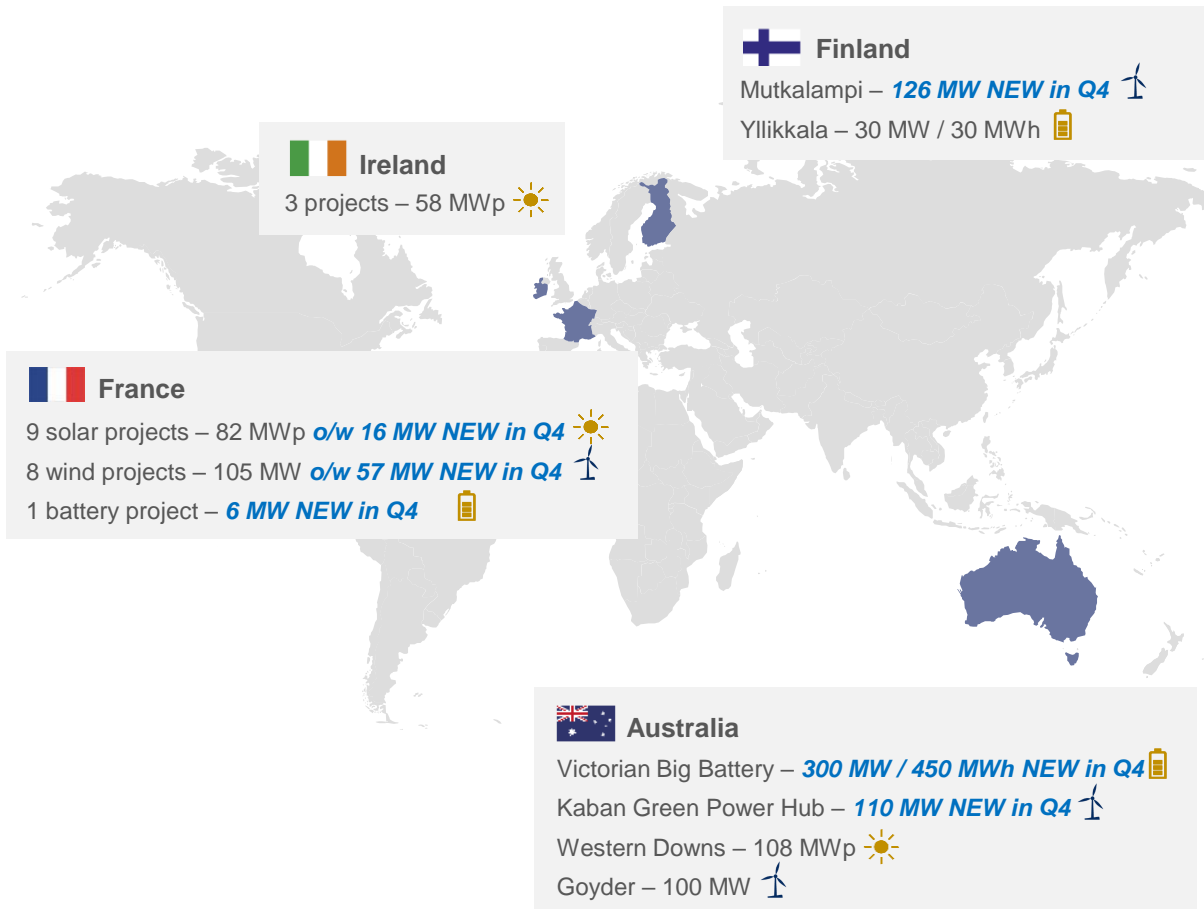 Finland
Mutkalampi – 126 MW NEW in Q4
Yllikkala – 30 MW / 30 MWh
Ireland
3 projects – 58 MWp
France
9 solar projects – 82 MWp o/w 16 MW NEW in Q4
8 wind projects – 105 MW o/w 57 MW NEW in Q4
1 battery project – 6 MW NEW in Q4
Australia
Victorian Big Battery – 300 MW / 450 MWh NEW in Q4
Kaban Green Power Hub – 110 MW NEW in Q4
Western Downs – 108 MWp
Goyder – 100 MW